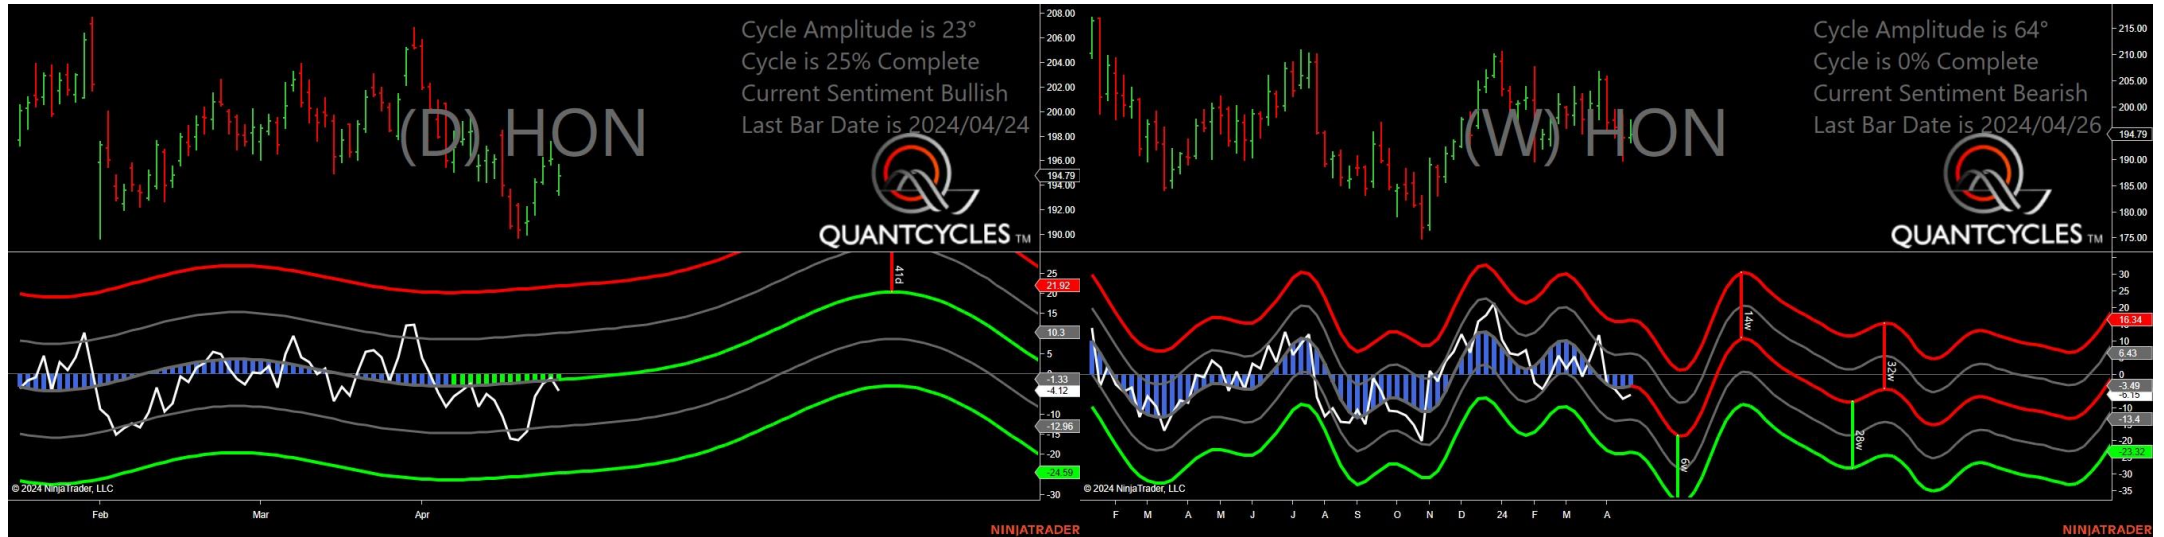 Cycle Amplitude is 23°
Cycle is 25% Complete
Current Sentiment Bullish
Last Bar Date is 2024/04/24
(D) HON
QUANTCYCLES TM
208.00
206.00
204.00
202.00
200.00
198.00
196.00
194.79
194.00
192.00
190.00
41d
25
21.92
20
15
10.3
5
-1.33
-4.12
-10
-12.96
-15
-20
-24.59
-30
© 2024 NinjaTrader, LLC
Feb Mar Apr
NINJATRADER
Cycle Amplitude is 64°
Cycle is 0% Complete
Current Sentiment Bearish
Last Bar Date is 2024/04/26
(W) HON
QUANTCYCLES TM
215.00
210.00
205.00
200.00
194.79
190.00
185.00
180.00
175.00
14w
32w
28w
6w
30
25
20
16.34
10
6.43
0
-3.49
-6.15
-10
-13.4
-20
-23.32
-30
-35
© 2024 NinjaTrader, LLC
F M A M J J A S O N D 24 F M A
NINJATRADER